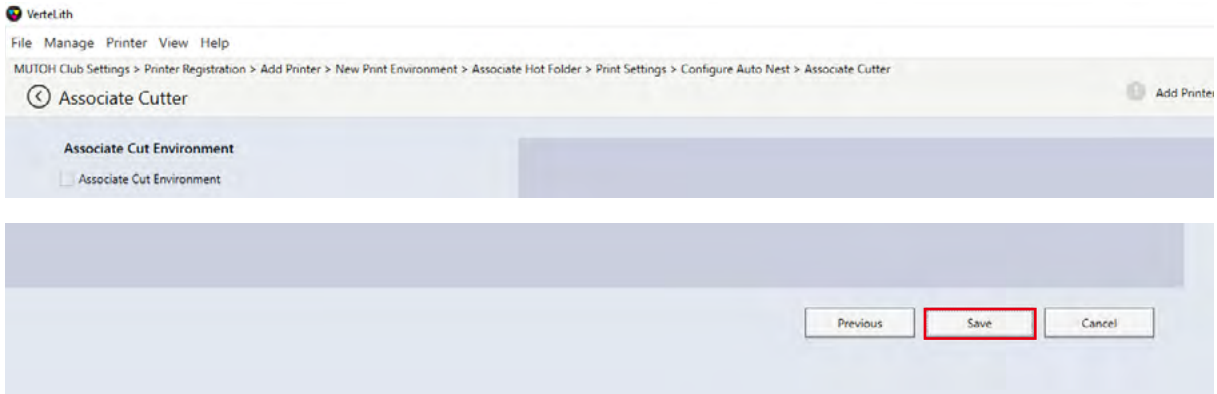 VerteLith
File Manage Printer View Help
MUTOH Club Settings > Printer Registration > Add Printer > New Print Environment > Associate Hot Folder > Print Settings > Configure Auto Nest > Associate Cutter
Associate Cutter
Add Printer
Associate Cut Environment
Associate Cut Environment
Previous Save Cancel